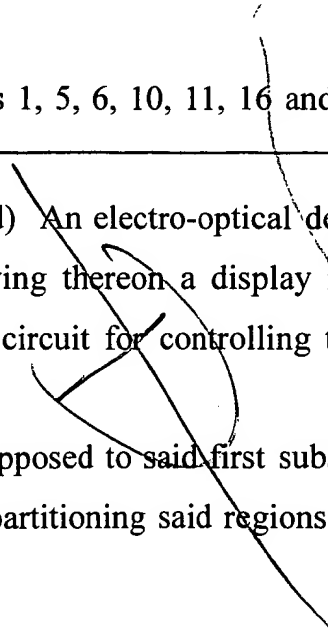 s 1, 5, 6, 10, 11, 16 and
d) An electro-optical de
ving thereon a display
circuit for controlling t
pposed to said first subs
partitioning said regions